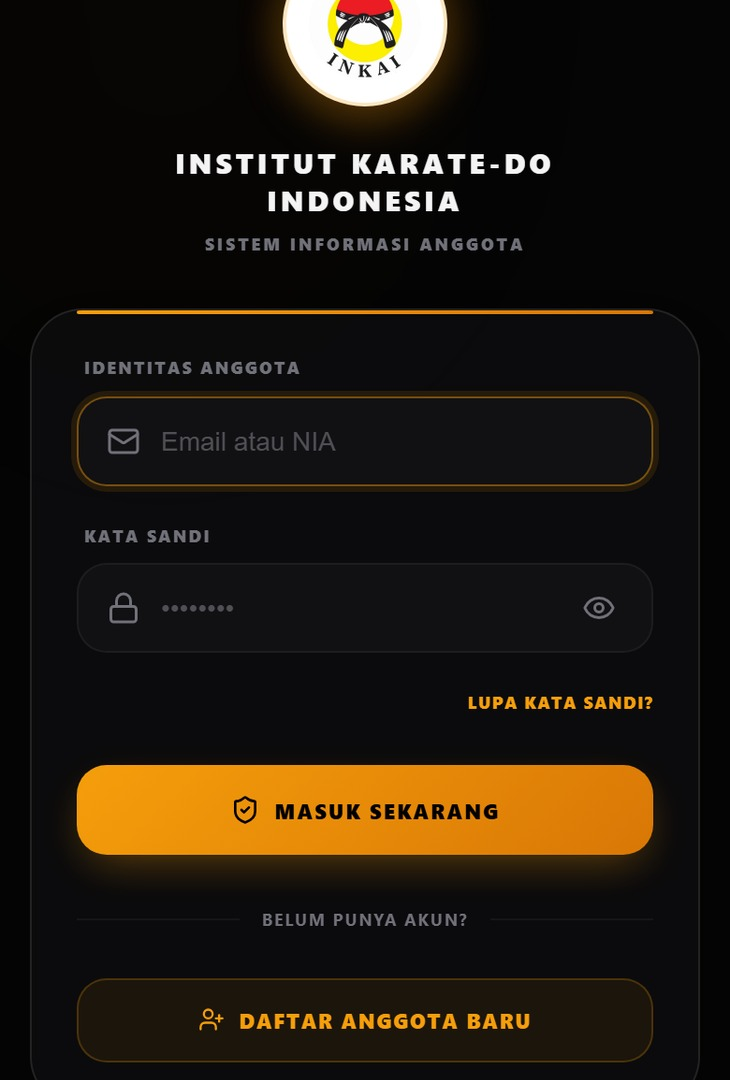 INKAI
INSTITUT KARATE-DO
INDONESIA
SISTEM INFORMASI ANGGOTA
IDENTITAS ANGGOTA
Email atau NIA
KATA SANDI
••••••••
LUPA KATA SANDI?
MASUK SEKARANG
BELUM PUNYA AKUN?
DAFTAR ANGGOTA BARU